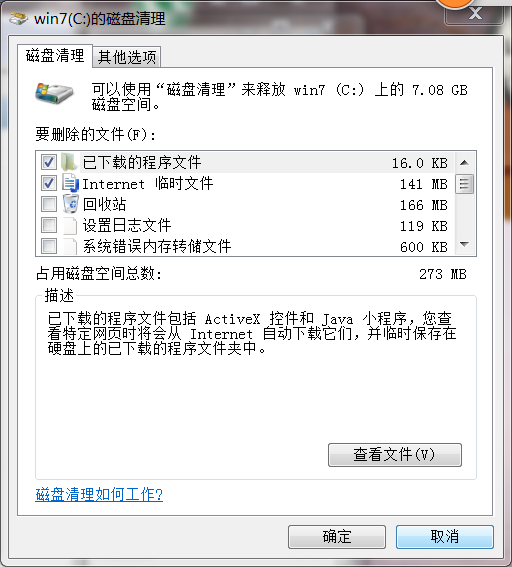 win7(C:)的磁盘清理
磁盘清理 其他选项
可以使用“磁盘清理”来释放 win7 (C:) 上的 7.08 GB
磁盘空间。
要删除的文件(F):
已下载的程序文件 16.0 KB
Internet 临时文件 141 MB
回收站 166 MB
设置日志文件 119 KB
系统错误内存转储文件 600 KB
占用磁盘空间总数: 273 MB
描述
已下载的程序文件包括 ActiveX 控件和 Java 小程序，您查
看特定网页时将会从 Internet 自动下载它们，并临时保存在
硬盘上的已下载的程序文件夹中。
查看文件(V)
磁盘清理如何工作?
确定 取消